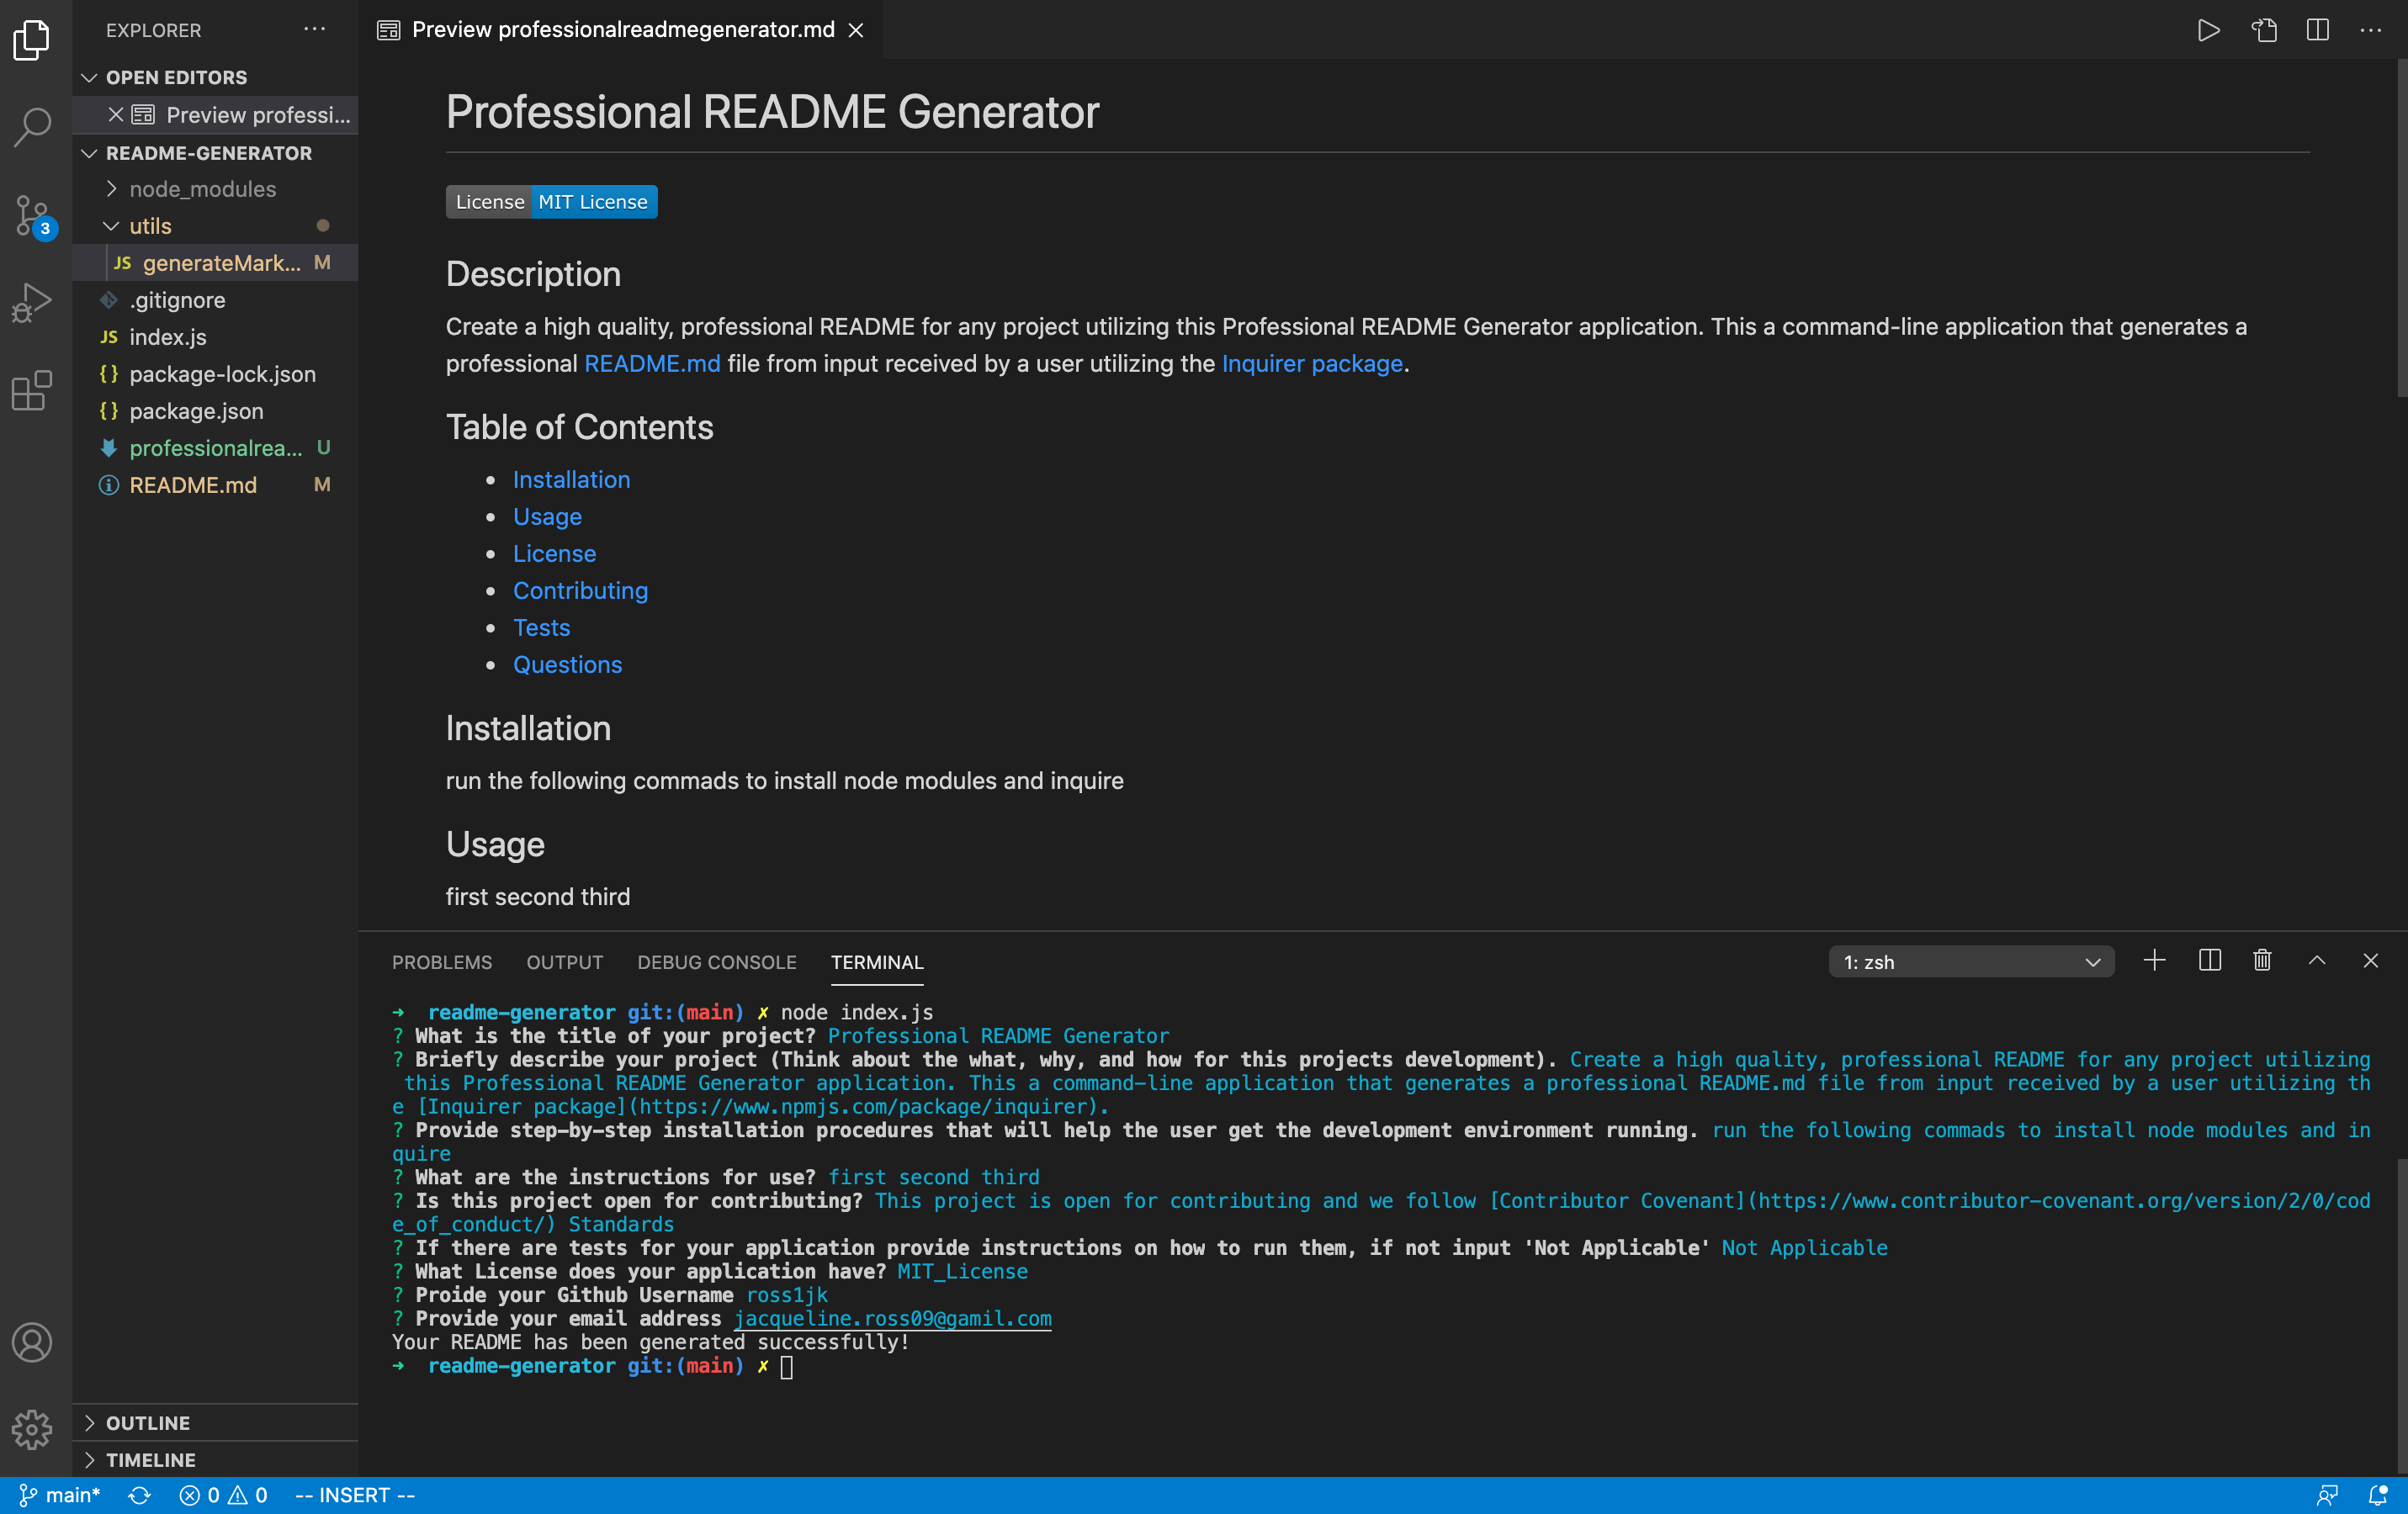 EXPLORER
OPEN EDITORS
Preview professi...
README-GENERATOR
node_modules
utils
JS generateMark... M
.gitignore
JS index.js
{} package-lock.json
{} package.json
professionalrea... U
README.md M
3
OUTLINE
TIMELINE
Preview professionalreadmegenerator.md
Professional README Generator
License MIT License
Description
Create a high quality, professional README for any project utilizing this Professional README Generator application. This a command-line application that generates a
professional README.md file from input received by a user utilizing the Inquirer package.
Table of Contents
Installation
Usage
License
Contributing
Tests
Questions
Installation
run the following commads to install node modules and inquire
Usage
first second third
PROBLEMS OUTPUT DEBUG CONSOLE TERMINAL 1: zsh
➜ readme-generator git:(main) ✗ node index.js
? What is the title of your project? Professional README Generator
? Briefly describe your project (Think about the what, why, and how for this projects development). Create a high quality, professional README for any project utilizing
this Professional README Generator application. This a command-line application that generates a professional README.md file from input received by a user utilizing th
e [Inquirer package](https://www.npmjs.com/package/inquirer).
? Provide step-by-step installation procedures that will help the user get the development environment running. run the following commads to install node modules and in
quire
? What are the instructions for use? first second third
? Is this project open for contributing? This project is open for contributing and we follow [Contributor Covenant](https://www.contributor-covenant.org/version/2/0/cod
e_of_conduct/) Standards
? If there are tests for your application provide instructions on how to run them, if not input 'Not Applicable' Not Applicable
? What License does your application have? MIT_License
? Proide your Github Username ross1jk
? Provide your email address jacqueline.ross09@gamil.com
Your README has been generated successfully!
➜ readme-generator git:(main) ✗
main* 0 0 -- INSERT --